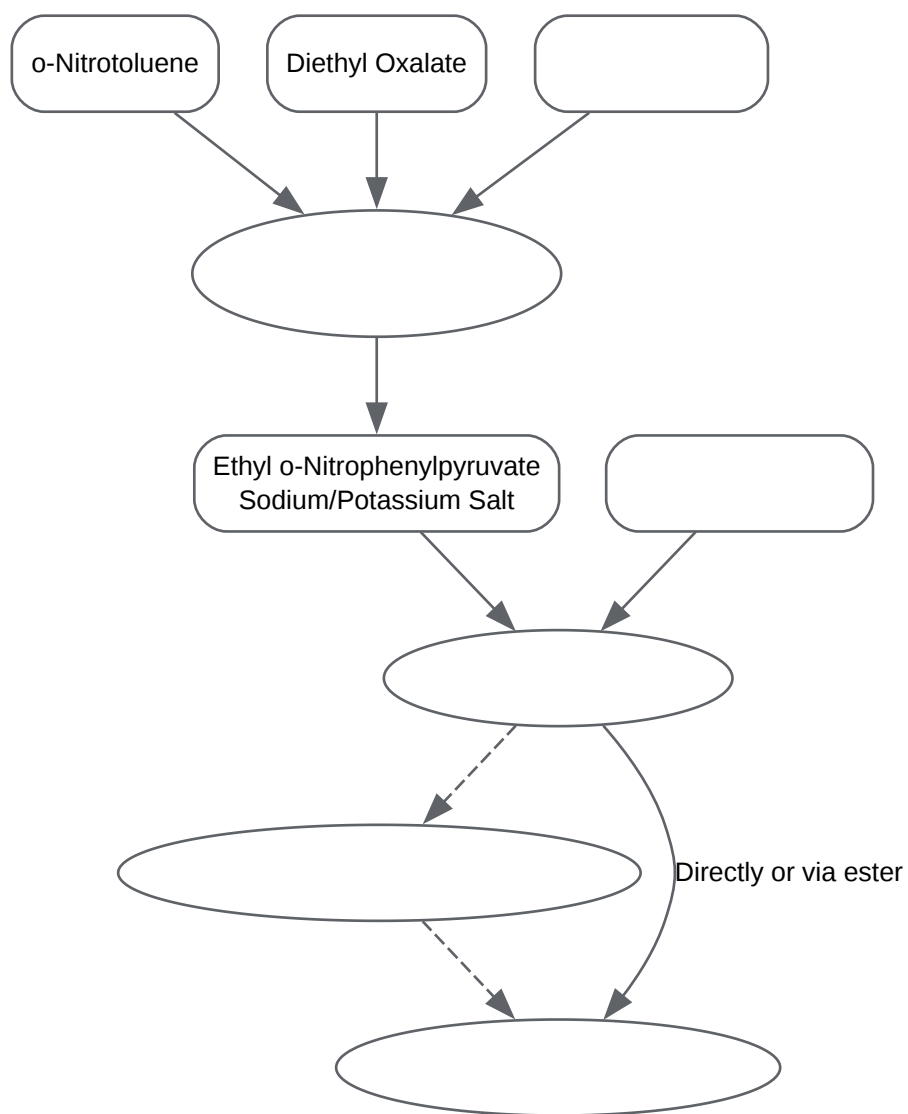 o-Nitrotoluene
Diethyl Oxalate
Ethyl o-Nitrophenylpyruvate
Sodium/Potassium Salt
Directly or via ester